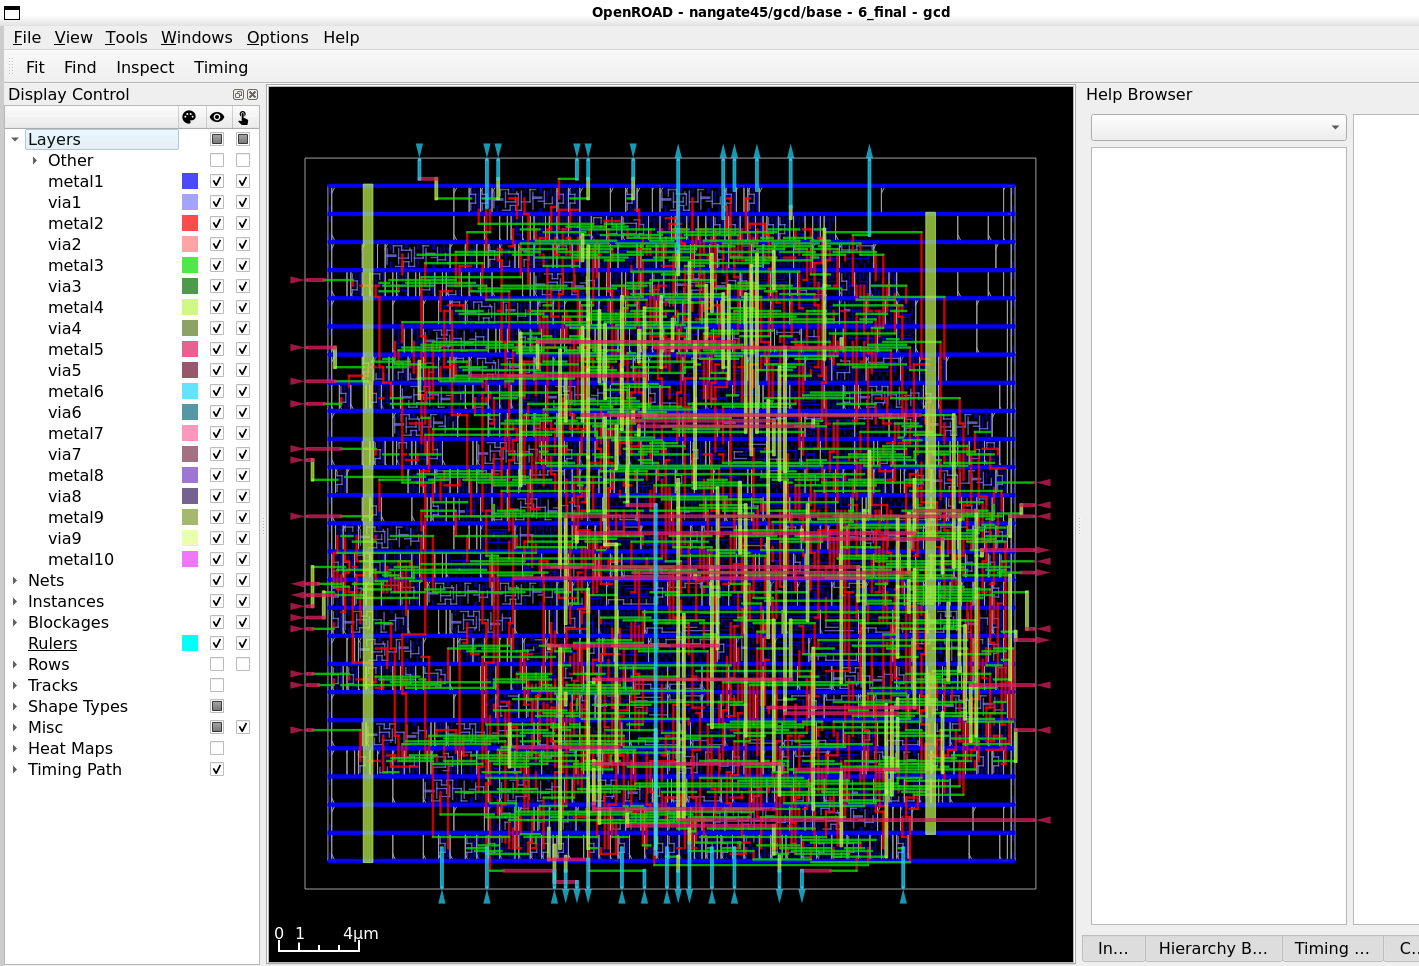 OpenROAD - nangate45/gcd/base - 6_final - gcd
File View Tools Windows Options Help
Fit Find Inspect Timing
Display Control
Layers
Other
metal1
via1
metal2
via2
metal3
via3
metal4
via4
metal5
via5
metal6
via6
metal7
via7
metal8
via8
metal9
via9
metal10
Nets
Instances
Blockages
Rulers
Rows
Tracks
Shape Types
Misc
Heat Maps
Timing Path
0 1 4μm
Help Browser
In... Hierarchy B... Timing ... C...